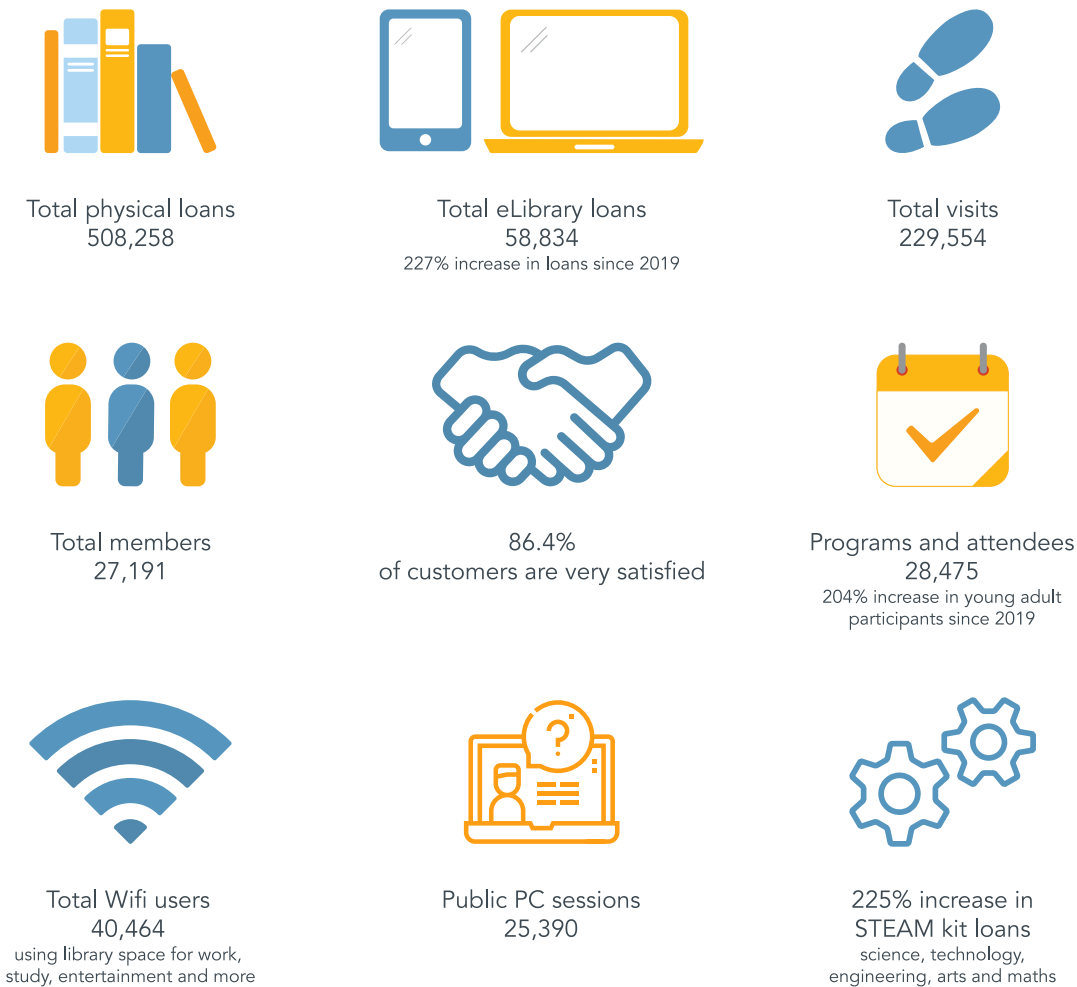 Total physical loans
508,258
Total eLibrary loans
58,834
227% increase in loans since 2019
Total visits
229,554
Total members
27,191
86.4%
of customers are very satisfied
Programs and attendees
28,475
204% increase in young adult
participants since 2019
?
Total Wifi users
40,464
using library space for work,
study, entertainment and more
Public PC sessions
25,390
225% increase in
STEAM kit loans
science, technology,
engineering, arts and maths